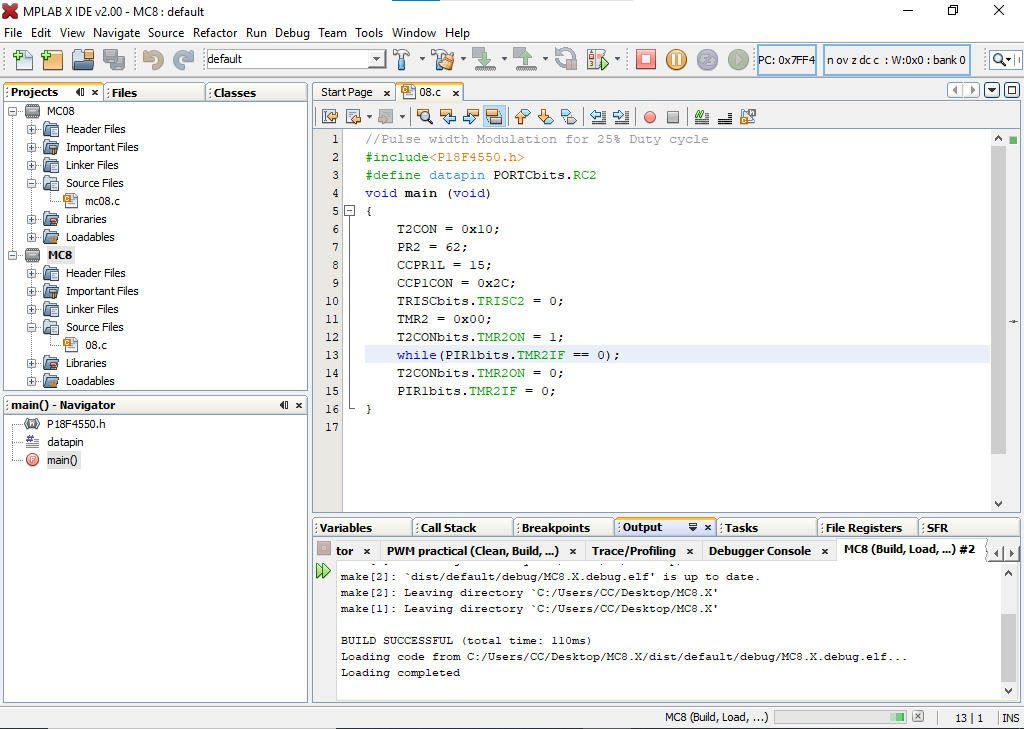 MPLAB X IDE v2.00 - MC8 : default
File Edit View Navigate Source Refactor Run Debug Team Tools Window Help
default
PC: 0x7FF4
n ov z dc c : W:0x0 : bank 0
Projects
Files
Classes
MC08
Header Files
Important Files
Linker Files
Source Files
mc08.c
Libraries
Loadables
MC8
Header Files
Important Files
Linker Files
Source Files
08.c
Libraries
Loadables
main() - Navigator
P18F4550.h
datapin
main()
Start Page
08.c
1 //Pulse width Modulation for 25% Duty cycle
2 #include<P18F4550.h>
3 #define datapin PORTCbits.RC2
4 void main (void)
5 {
6 T2CON = 0x10;
7 PR2 = 62;
8 CCPR1L = 15;
9 CCP1CON = 0x2C;
10 TRISCbits.TRISC2 = 0;
11 TMR2 = 0x00;
12 T2CONbits.TMR2ON = 1;
13 while(PIR1bits.TMR2IF == 0);
14 T2CONbits.TMR2ON = 0;
15 PIR1bits.TMR2IF = 0;
16 }
17
Variables
Call Stack
Breakpoints
Output
Tasks
File Registers
SFR
tor
PWM practical (Clean, Build, ...)
Trace/Profiling
Debugger Console
MC8 (Build, Load, ...) #2
make[2]: `dist/default/debug/MC8.X.debug.elf' is up to date.
make[2]: Leaving directory `C:/Users/CC/Desktop/MC8.X'
make[1]: Leaving directory `C:/Users/CC/Desktop/MC8.X'
BUILD SUCCESSFUL (total time: 110ms)
Loading code from C:/Users/CC/Desktop/MC8.X/dist/default/debug/MC8.X.debug.elf...
Loading completed
MC8 (Build, Load, ...)
13 | 1
INS